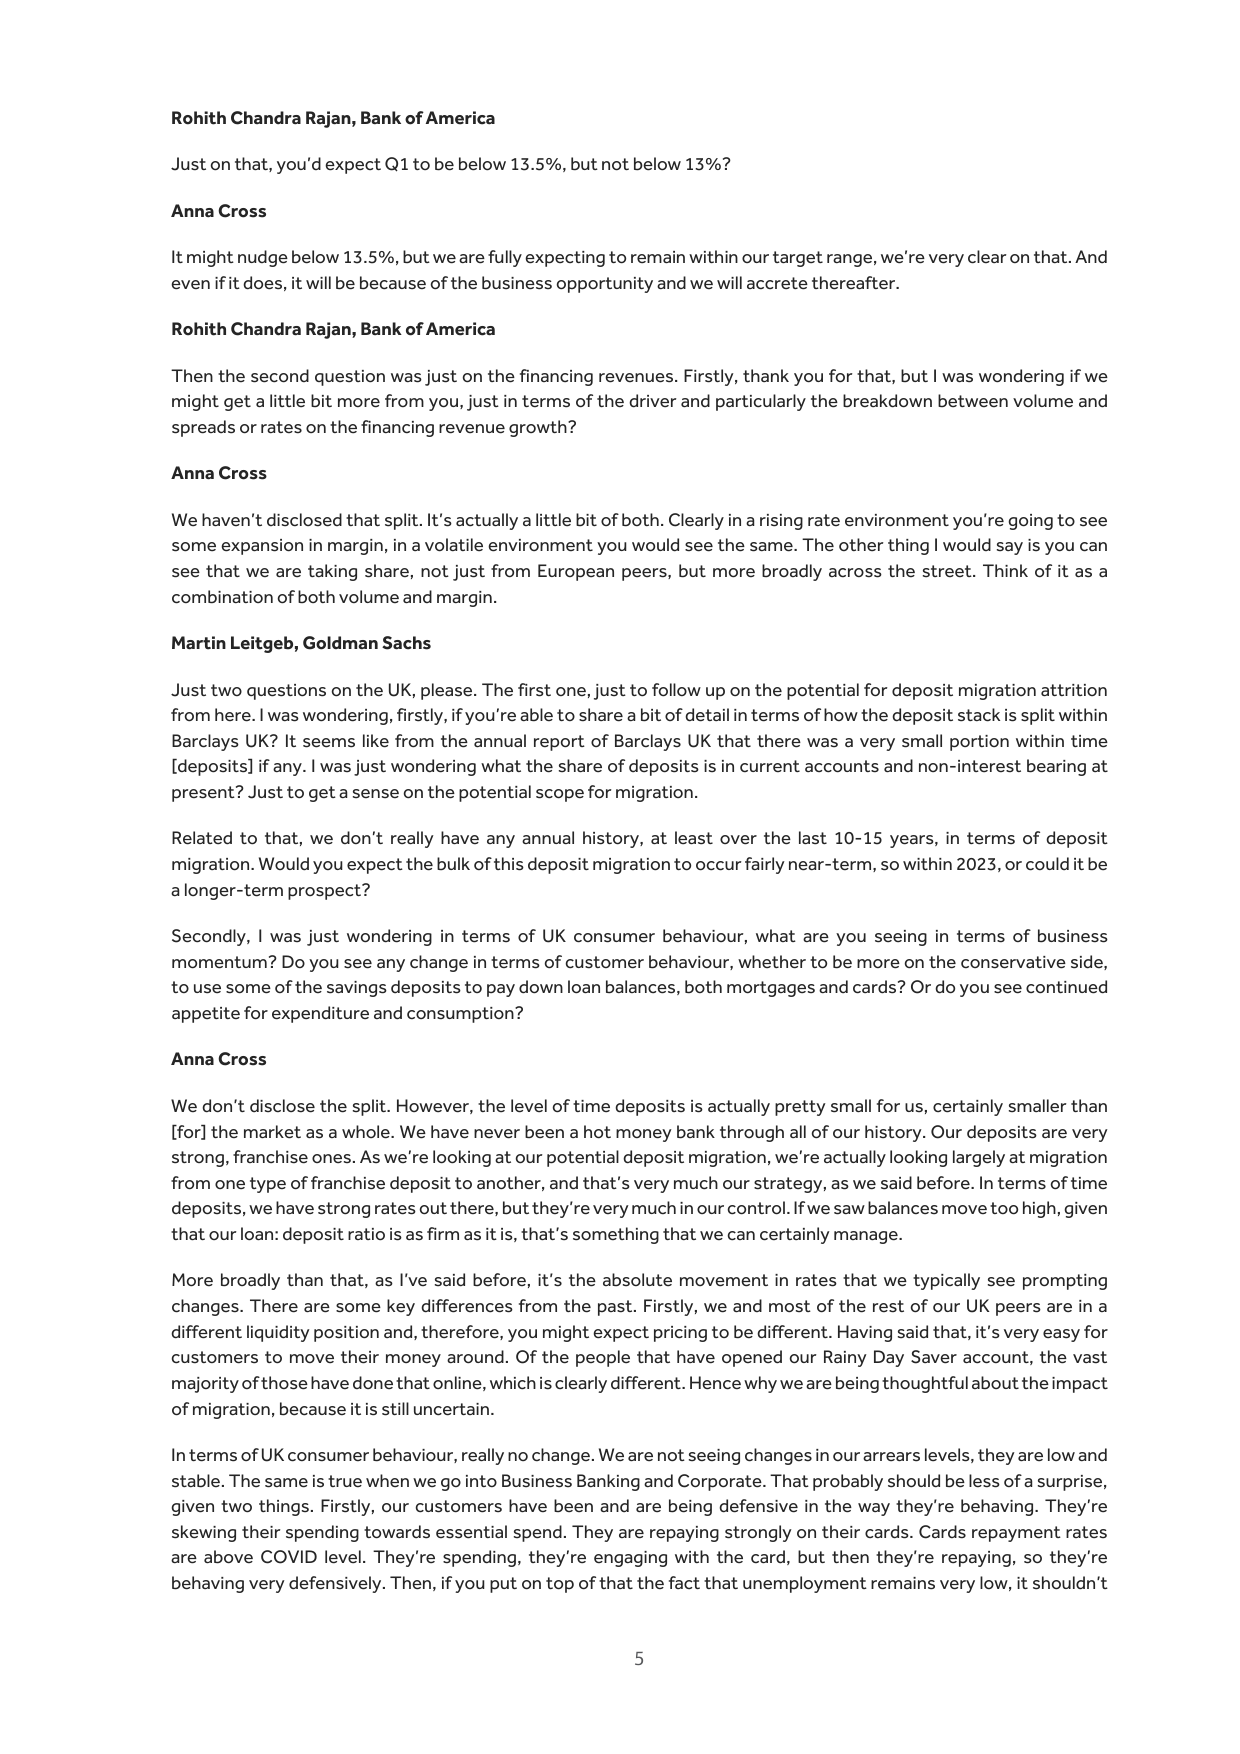 Rohith Chandra Rajan, Bank of America
Just on that, you’d expect Q1 to be below 13.5%, but not below 13%?
Anna Cross
It might nudge below 13.5%, but we are fully expecting to remain within our target range, we’re very clear on that. And
even if it does, it will be because of the business opportunity and we will accrete thereafter.
Rohith Chandra Rajan, Bank of America
Then the second question was just on the financing revenues. Firstly, thank you for that, but I was wondering if we
might get a little bit more from you, just in terms of the driver and particularly the breakdown between volume and
spreads or rates on the financing revenue growth?
Anna Cross
We haven’t disclosed that split. It’s actually a little bit of both. Clearly in a rising rate environment you’re going to see
some expansion in margin, in a volatile environment you would see the same. The other thing I would say is you can
see that we are taking share, not just from European peers, but more broadly across the street. Think of it as a
combination of both volume and margin.
Martin Leitgeb, Goldman Sachs
Just two questions on the UK, please. The first one, just to follow up on the potential for deposit migration attrition
from here. I was wondering, firstly, if you’re able to share a bit of detail in terms of how the deposit stack is split within
Barclays UK? It seems like from the annual report of Barclays UK that there was a very small portion within time
[deposits] if any. I was just wondering what the share of deposits is in current accounts and non-interest bearing at
present? Just to get a sense on the potential scope for migration.
Related to that, we don’t really have any annual history, at least over the last 10-15 years, in terms of deposit
migration. Would you expect the bulk of this deposit migration to occur fairly near-term, so within 2023, or could it be
a longer-term prospect?
Secondly, I was just wondering in terms of UK consumer behaviour, what are you seeing in terms of business
momentum? Do you see any change in terms of customer behaviour, whether to be more on the conservative side,
to use some of the savings deposits to pay down loan balances, both mortgages and cards? Or do you see continued
appetite for expenditure and consumption?
Anna Cross
We don’t disclose the split. However, the level of time deposits is actually pretty small for us, certainly smaller than
[for] the market as a whole. We have never been a hot money bank through all of our history. Our deposits are very
strong, franchise ones. As we’re looking at our potential deposit migration, we’re actually looking largely at migration
from one type of franchise deposit to another, and that’s very much our strategy, as we said before. In terms of time
deposits, we have strong rates out there, but they’re very much in our control. If we saw balances move too high, given
that our loan: deposit ratio is as firm as it is, that’s something that we can certainly manage.
More broadly than that, as I’ve said before, it’s the absolute movement in rates that we typically see prompting
changes. There are some key differences from the past. Firstly, we and most of the rest of our UK peers are in a
different liquidity position and, therefore, you might expect pricing to be different. Having said that, it’s very easy for
customers to move their money around. Of the people that have opened our Rainy Day Saver account, the vast
majority of those have done that online, which is clearly different. Hence why we are being thoughtful about the impact
of migration, because it is still uncertain.
In terms of UK consumer behaviour, really no change. We are not seeing changes in our arrears levels, they are low and
stable. The same is true when we go into Business Banking and Corporate. That probably should be less of a surprise,
given two things. Firstly, our customers have been and are being defensive in the way they’re behaving. They’re
skewing their spending towards essential spend. They are repaying strongly on their cards. Cards repayment rates
are above COVID level. They’re spending, they’re engaging with the card, but then they’re repaying, so they’re
behaving very defensively. Then, if you put on top of that the fact that unemployment remains very low, it shouldn’t
5